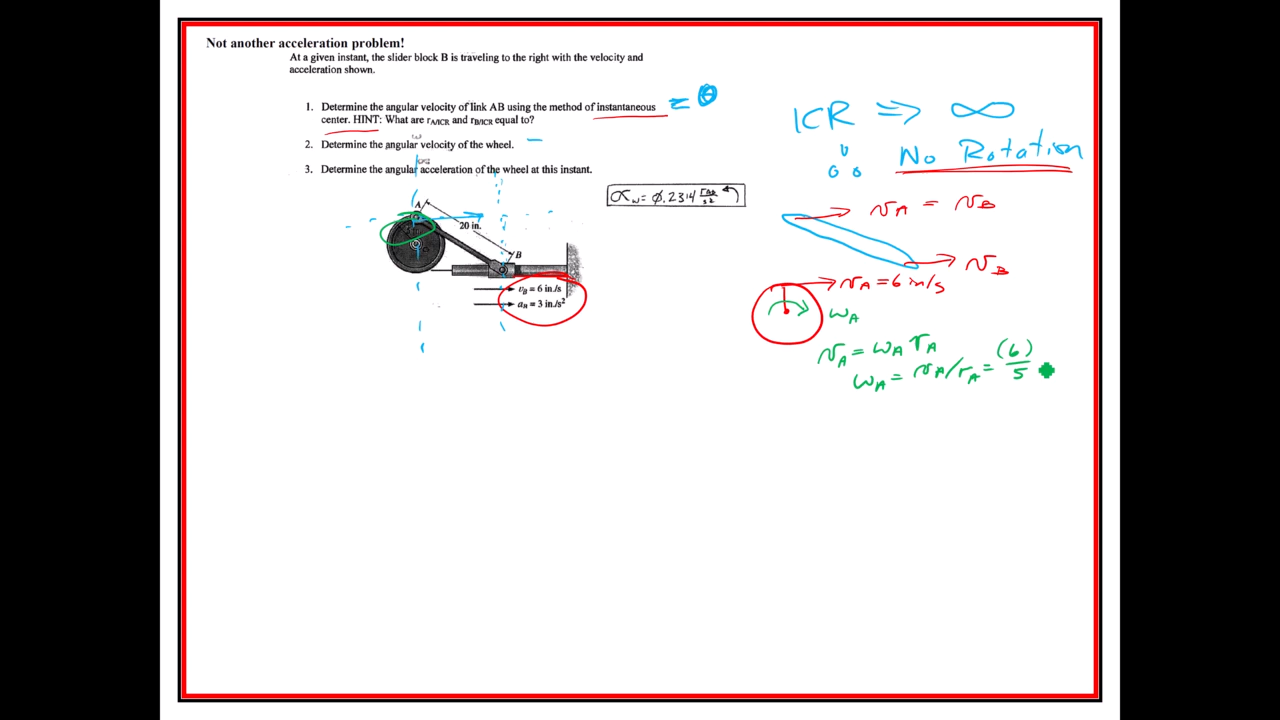 Not another acceleration problem!
At a given instant, the slider block B is traveling to the right with the velocity and
acceleration shown.
1. Determine the angular velocity of link AB using the method of instantaneous = 0
center. HINT: What are rA/ICR and rB/ICR equal to?
2. Determine the angular velocity of the wheel.
3. Determine the angular acceleration of the wheel at this instant.
αw = 0.2314 rad/s²
A
20 in.
B
vB = 6 in./s
aB = 3 in./s²
ICR ⇒ ∞
No Rotation
vA = vB
vB
vA = 6 in/s
ωA
vA = ωA rA
ωA = vA/rA = (6)/5